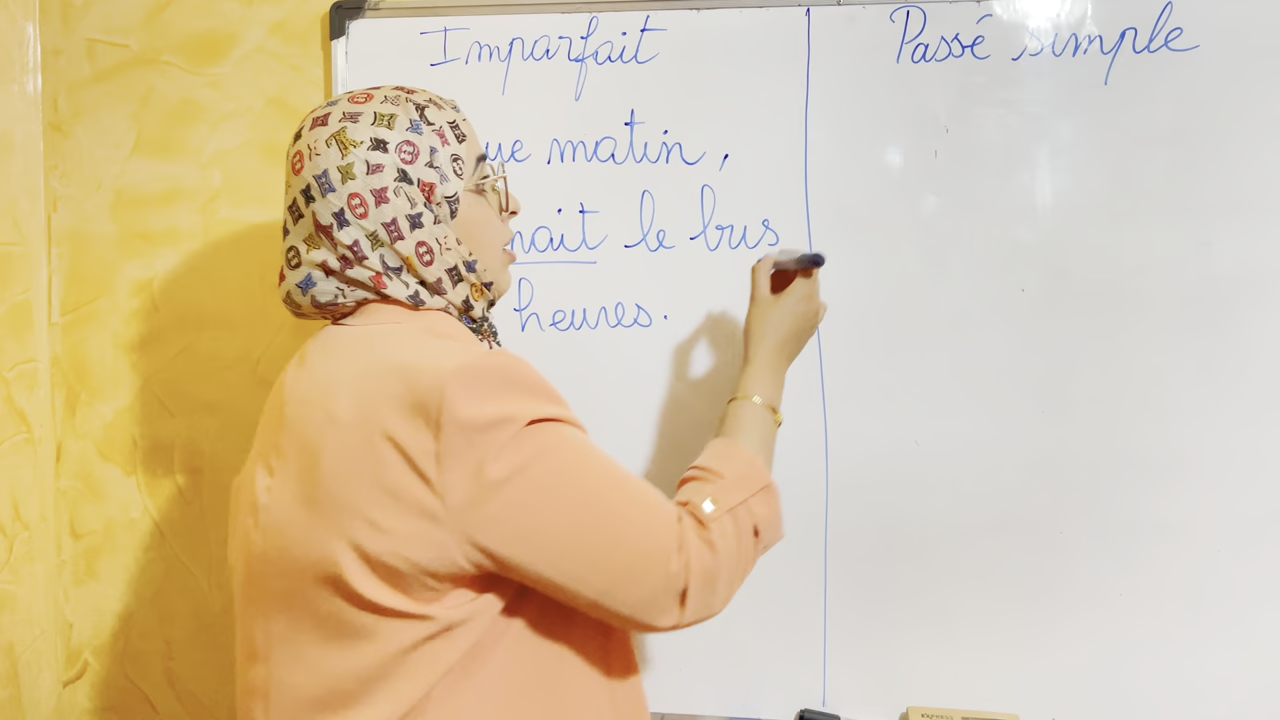 Imparfait
Passé simple
ue matin,
nait le bus
heures.